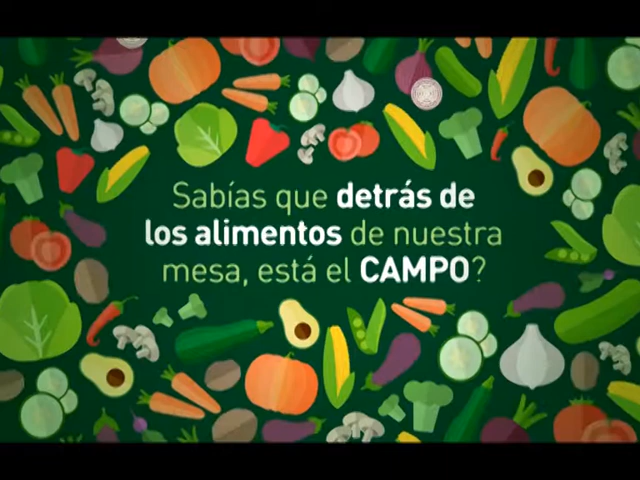 Sabías que detrás de
los alimentos de nuestra
mesa, está el CAMPO?